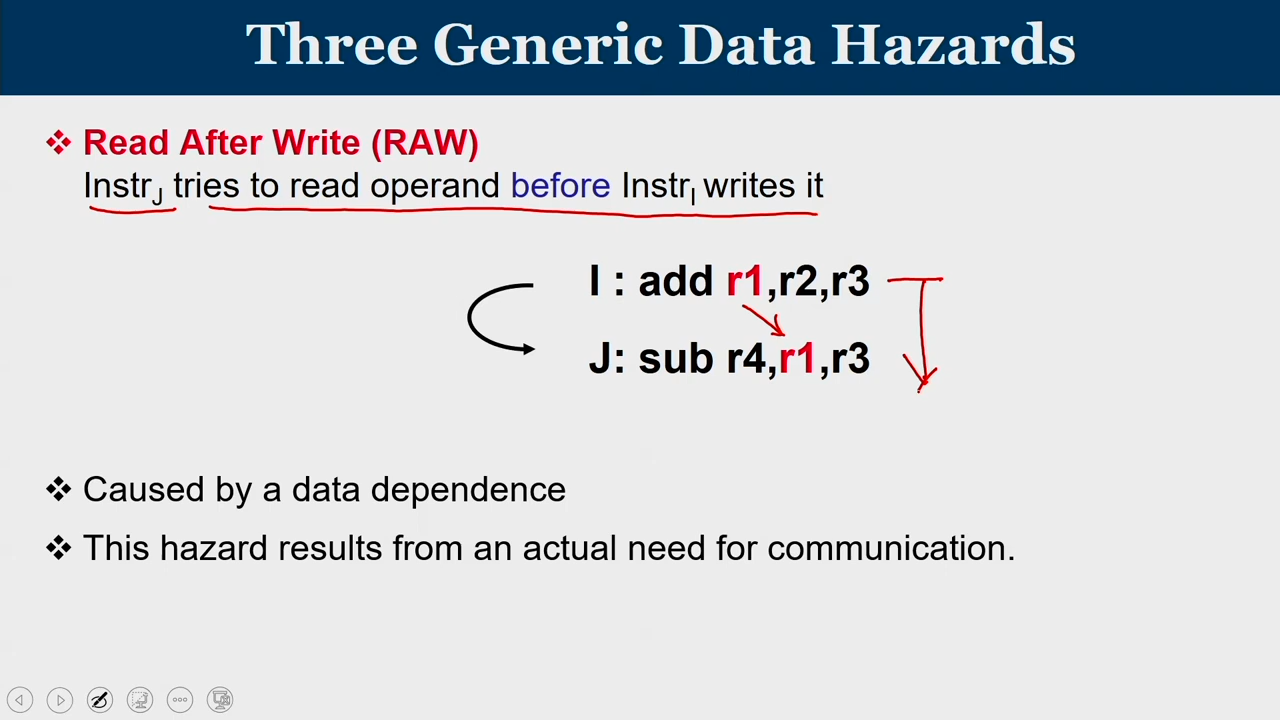 Three Generic Data Hazards
❖ Read After Write (RAW)
InstrJ tries to read operand before InstrI writes it
I : add r1,r2,r3
J: sub r4,r1,r3
❖ Caused by a data dependence
❖ This hazard results from an actual need for communication.